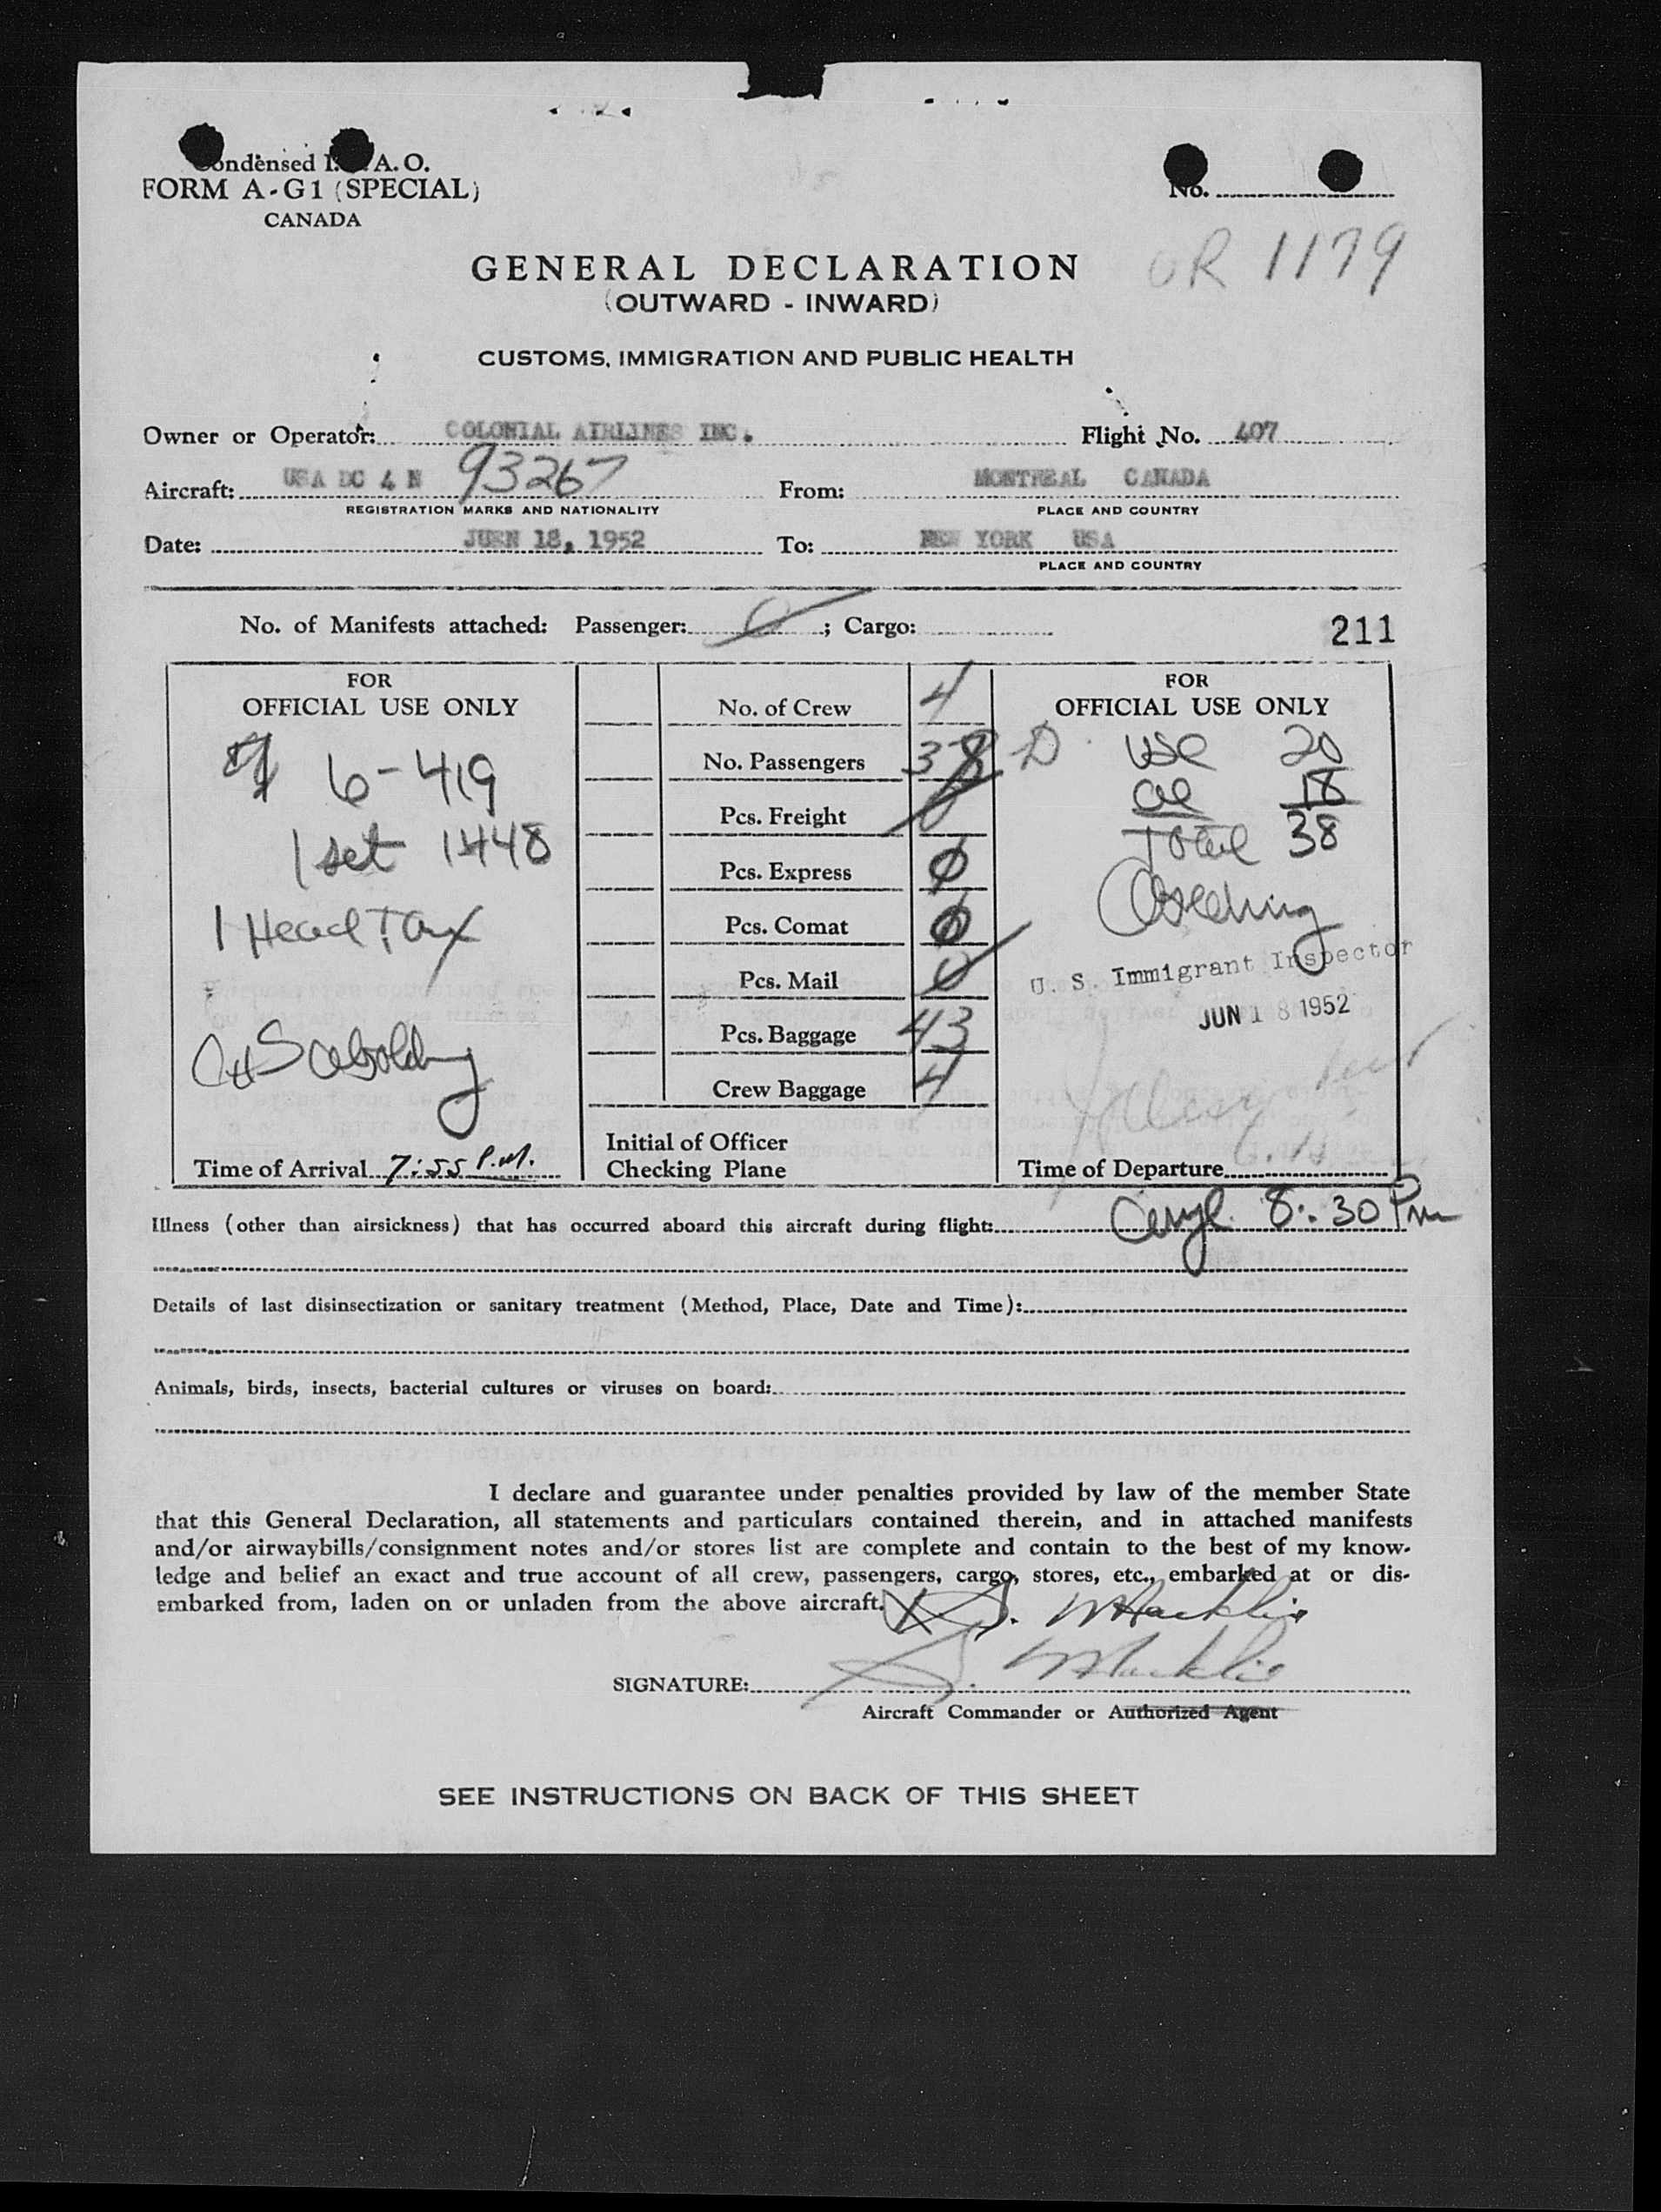 Condensed I. A. O.
FORM A-G1 (SPECIAL)
CANADA
No.
OR 1179
GENERAL DECLARATION
(OUTWARD - INWARD)
CUSTOMS, IMMIGRATION AND PUBLIC HEALTH
Owner or Operator: COLONIAL AIRLINES INC. Flight No. 407
Aircraft: USA DC 4 N 93267 From: MONTREAL CANADA
REGISTRATION MARKS AND NATIONALITY PLACE AND COUNTRY
Date: JUEN 18, 1952 To: NEW YORK USA
PLACE AND COUNTRY
No. of Manifests attached: Passenger: 0; Cargo: 211
FOR
OFFICIAL USE ONLY
6-419
1 set 1448
1 Head Tax
Time of Arrival 7:55 P.M.
No. of Crew 4
No. Passengers 38
Pcs. Freight 0
Pcs. Express 0
Pcs. Comat 0
Pcs. Mail 0
Pcs. Baggage 43
Crew Baggage 4
Initial of Officer
Checking Plane
FOR
OFFICIAL USE ONLY
USC 20
18
Total 38
U. S. Immigrant Inspector
JUN 18 1952
Time of Departure
8:30 Pm
Illness (other than airsickness) that has occurred aboard this aircraft during flight:
Details of last disinsectization or sanitary treatment (Method, Place, Date and Time):
Animals, birds, insects, bacterial cultures or viruses on board:
I declare and guarantee under penalties provided by law of the member State
that this General Declaration, all statements and particulars contained therein, and in attached manifests
and/or airwaybills/consignment notes and/or stores list are complete and contain to the best of my know-
ledge and belief an exact and true account of all crew, passengers, cargo, stores, etc., embarked at or dis-
embarked from, laden on or unladen from the above aircraft.
SIGNATURE:
Aircraft Commander or Authorized Agent
SEE INSTRUCTIONS ON BACK OF THIS SHEET